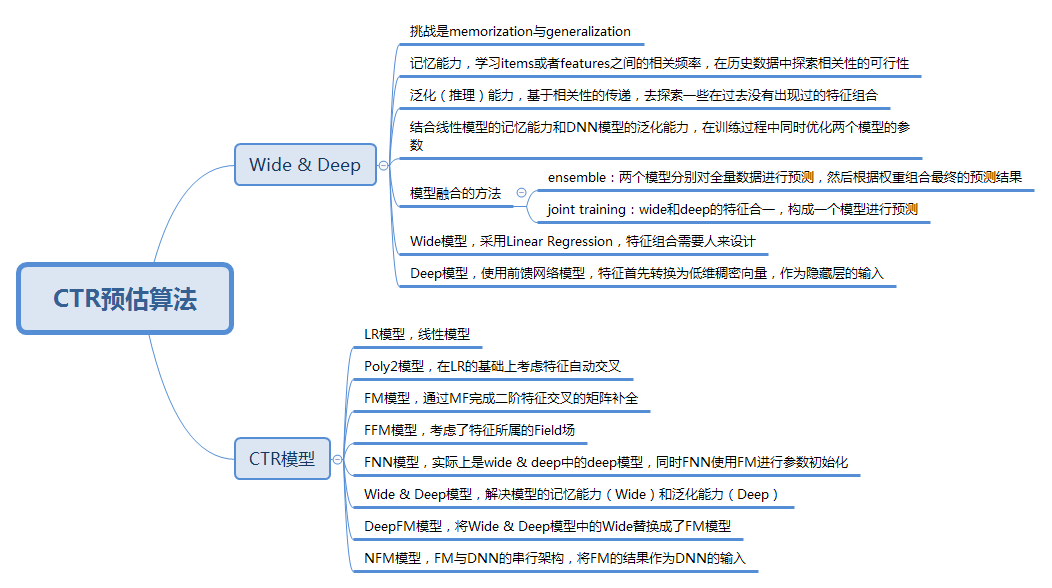 CTR预估算法
Wide & Deep
挑战是memorization与generalization
记忆能力，学习items或者features之间的相关频率，在历史数据中探索相关性的可行性
泛化（推理）能力，基于相关性的传递，去探索一些在过去没有出现过的特征组合
结合线性模型的记忆能力和DNN模型的泛化能力，在训练过程中同时优化两个模型的参
数
模型融合的方法
ensemble：两个模型分别对全量数据进行预测，然后根据权重组合最终的预测结果
joint training：wide和deep的特征合一，构成一个模型进行预测
Wide模型，采用Linear Regression，特征组合需要人来设计
Deep模型，使用前馈网络模型，特征首先转换为低维稠密向量，作为隐藏层的输入
CTR模型
LR模型，线性模型
Poly2模型，在LR的基础上考虑特征自动交叉
FM模型，通过MF完成二阶特征交叉的矩阵补全
FFM模型，考虑了特征所属的Field场
FNN模型，实际上是wide & deep中的deep模型，同时FNN使用FM进行参数初始化
Wide & Deep模型，解决模型的记忆能力（Wide）和泛化能力（Deep）
DeepFM模型，将Wide & Deep模型中的Wide替换成了FM模型
NFM模型，FM与DNN的串行架构，将FM的结果作为DNN的输入